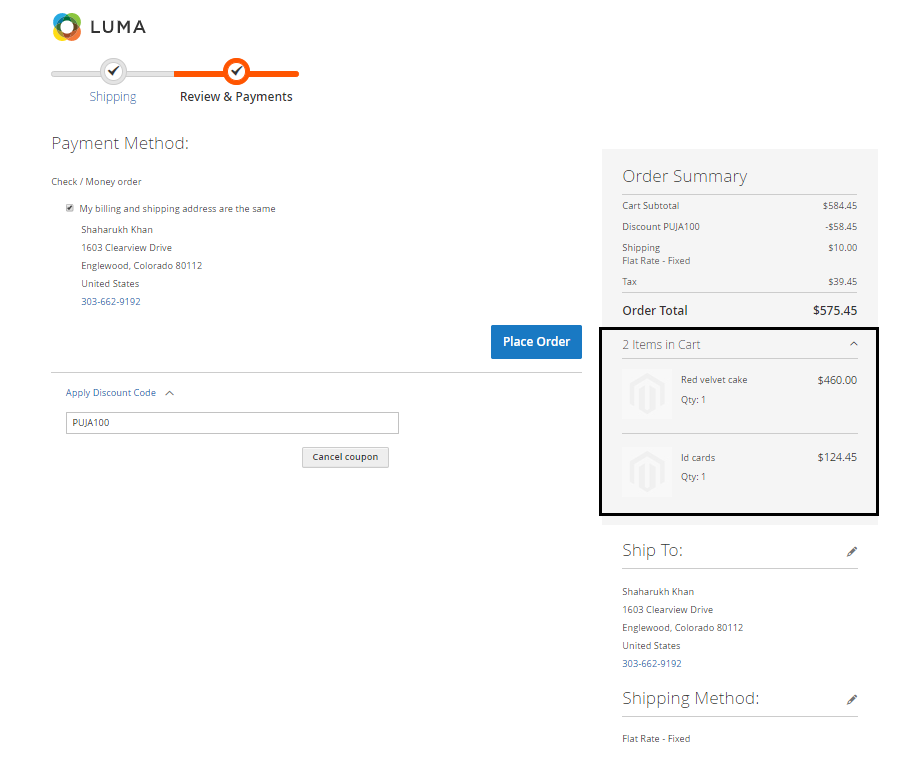 LUMA
Shipping
Review & Payments
Payment Method:
Check / Money order
My billing and shipping address are the same
Shaharukh Khan
1603 Clearview Drive
Englewood, Colorado 80112
United States
303-662-9192
Place Order
Apply Discount Code
PUJA100
Cancel coupon
Order Summary
Cart Subtotal $584.45
Discount PUJA100 -$58.45
Shipping $10.00
Flat Rate - Fixed
Tax $39.45
Order Total $575.45
2 Items in Cart
Red velvet cake $460.00
Qty: 1
Id cards $124.45
Qty: 1
Ship To:
Shaharukh Khan
1603 Clearview Drive
Englewood, Colorado 80112
United States
303-662-9192
Shipping Method:
Flat Rate - Fixed